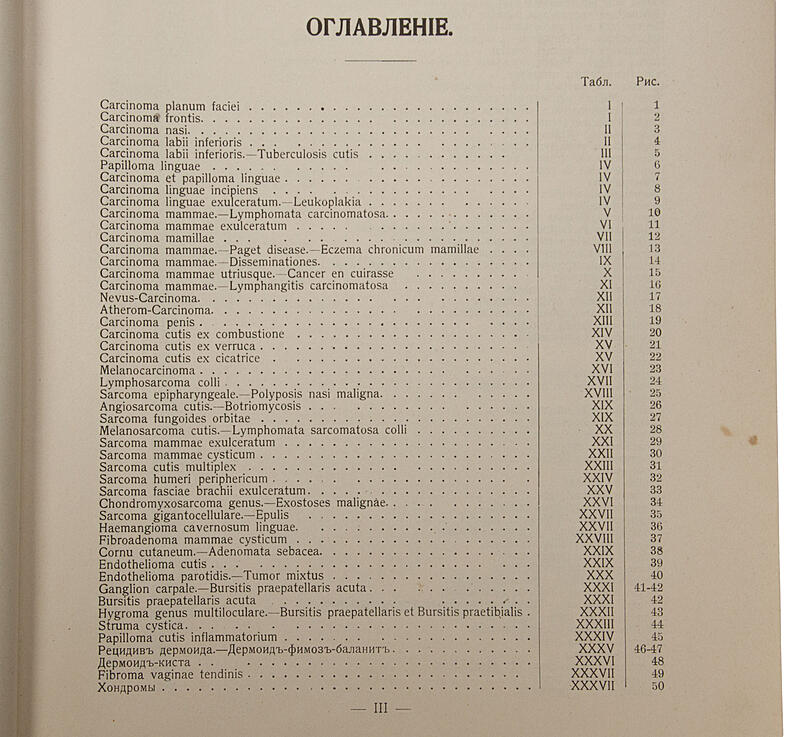 ОГЛАВЛЕНІЕ.
Табл. Рис.
Carcinoma planum faciei . . . . . . . . . . I 1
Carcinoma frontis. . . . . . . . . . I 2
Carcinoma nasi. . . . . . . . . . II 3
Carcinoma labii inferioris . . . . . . . . . . II 4
Carcinoma labii inferioris.—Tuberculosis cutis . . . . . . . . III 5
Papilloma linguae . . . . . . . . . . IV 6
Carcinoma et papilloma linguae . . . . . . . . . . IV 7
Carcinoma linguae incipiens . . . . . . . . . . IV 8
Carcinoma linguae exulceratum.—Leukoplakia . . . . . . . . IV 9
Carcinoma mammae.—Lymphomata carcinomatosa. . . . . . . . V 10
Carcinoma mammae exulceratum . . . . . . . . . . VI 11
Carcinoma mamillae . . . . . . . . . . VII 12
Carcinoma mammae.—Paget disease.—Eczema chronicum mamillae . . . . VIII 13
Carcinoma mammae.—Disseminationes. . . . . . . . . . IX 14
Carcinoma mammae utriusque.—Cancer en cuirasse . . . . . . X 15
Carcinoma mammae.—Lymphangitis carcinomatosa . . . . . . XI 16
Nevus-Carcinoma. . . . . . . . . . XII 17
Atherom-Carcinoma. . . . . . . . . . XII 18
Carcinoma penis . . . . . . . . . . XIII 19
Carcinoma cutis ex combustione . . . . . . . . . . XIV 20
Carcinoma cutis ex verruca . . . . . . . . . . XV 21
Carcinoma cutis ex cicatrice . . . . . . . . . . XV 22
Melanocarcinoma . . . . . . . . . . XVI 23
Lymphosarcoma colli . . . . . . . . . . XVII 24
Sarcoma epipharyngeale.—Polyposis nasi maligna. . . . . . . XVIII 25
Angiosarcoma cutis.—Botriomycosis . . . . . . . . . . XIX 26
Sarcoma fungoides orbitae . . . . . . . . . . XIX 27
Melanosarcoma cutis.—Lymphomata sarcomatosa colli . . . . . . XX 28
Sarcoma mammae exulceratum . . . . . . . . . . XXI 29
Sarcoma mammae cysticum . . . . . . . . . . XXII 30
Sarcoma cutis multiplex . . . . . . . . . . XXIII 31
Sarcoma humeri periphericum . . . . . . . . . . XXIV 32
Sarcoma fasciae brachii exulceratum. . . . . . . . . . XXV 33
Chondromyxosarcoma genus.—Exostoses malignae. . . . . . . XXVI 34
Sarcoma gigantocellulare.—Epulis . . . . . . . . . . XXVII 35
Haemangioma cavernosum linguae. . . . . . . . . . XXVII 36
Fibroadenoma mammae cysticum . . . . . . . . . . XXVIII 37
Cornu cutaneum.—Adenomata sebacea. . . . . . . . . . XXIX 38
Endothelioma cutis . . . . . . . . . . XXIX 39
Endothelioma parotidis.—Tumor mixtus . . . . . . . . . . XXX 40
Ganglion carpale.—Bursitis praepatellaris acuta . . . . . . . . XXXI 41-42
Bursitis praepatellaris acuta . . . . . . . . . . XXXI 42
Hygroma genus multiloculare.—Bursitis praepatellaris et Bursitis praetibialis . XXXII 43
Struma cystica. . . . . . . . . . XXXIII 44
Papilloma cutis inflammatorium . . . . . . . . . . XXXIV 45
Рецидивъ дермоида.—Дермоидъ-фимозъ-баланитъ. . . . . . . XXXV 46-47
Дермоидъ-киста . . . . . . . . . . XXXVI 48
Fibroma vaginae tendinis . . . . . . . . . . XXXVII 49
Хондромы . . . . . . . . . . XXXVII 50
— III —